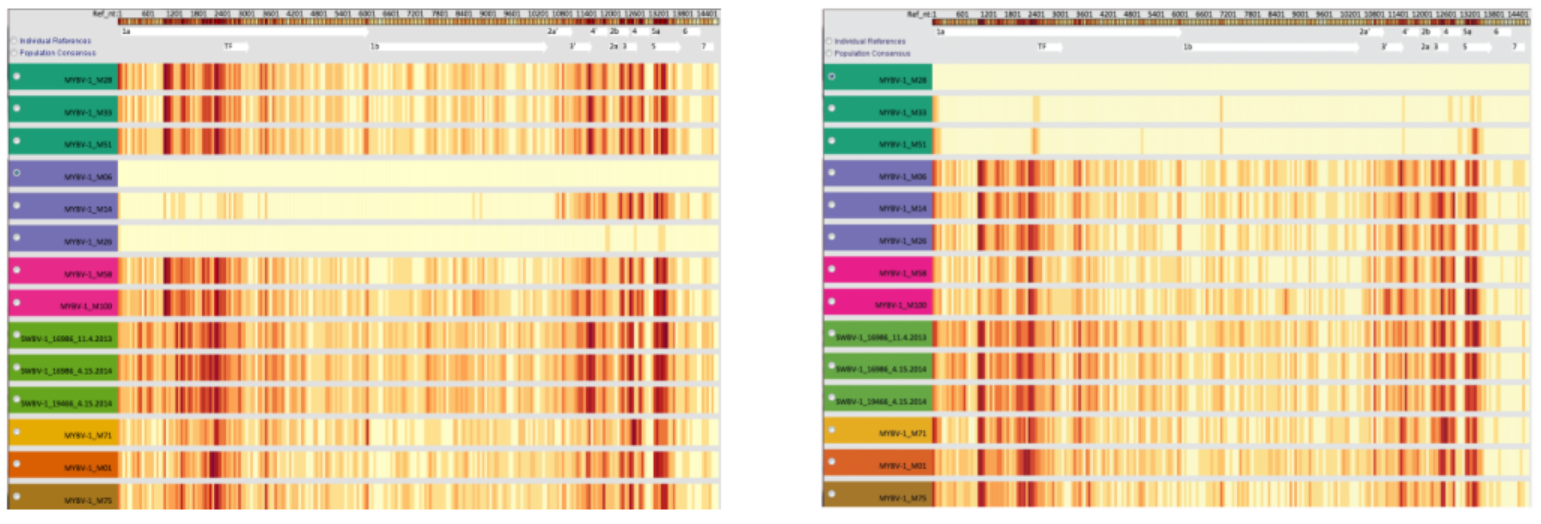 Ref_nt:1 601 1201 1801 2401 3001 3601 4201 4801 5401 6001 6601 7201 7801 8401 9001 9601 10201 10801 11401 12001 12601 13201 13801 14401
1a 2a' 4' 2b 4 5a 6
Individual References
Population Consensus
TF 1b 3' 2a 3 5 7
MYBV-1_M28
MYBV-1_M33
MYBV-1_M51
MYBV-1_M06
MYBV-1_M14
MYBV-1_M26
MYBV-1_M58
MYBV-1_M100
SWBV-1_16986_11.4.2013
SWBV-1_16986_4.15.2014
SWBV-1_19466_4.15.2014
MYBV-1_M71
MYBV-1_M01
MYBV-1_M75
Ref_nt:1 601 1201 1801 2401 3001 3601 4201 4801 5401 6001 6601 7201 7801 8401 9001 9601 10201 10801 11401 12001 12601 13201 13801 14401
1a 2a' 4' 2b 4 5a 6
Individual References
Population Consensus
TF 1b 3' 2a 3 5 7
MYBV-1_M28
MYBV-1_M33
MYBV-1_M51
MYBV-1_M06
MYBV-1_M14
MYBV-1_M26
MYBV-1_M58
MYBV-1_M100
SWBV-1_16986_11.4.2013
SWBV-1_16986_4.15.2014
SWBV-1_19466_4.15.2014
MYBV-1_M71
MYBV-1_M01
MYBV-1_M75